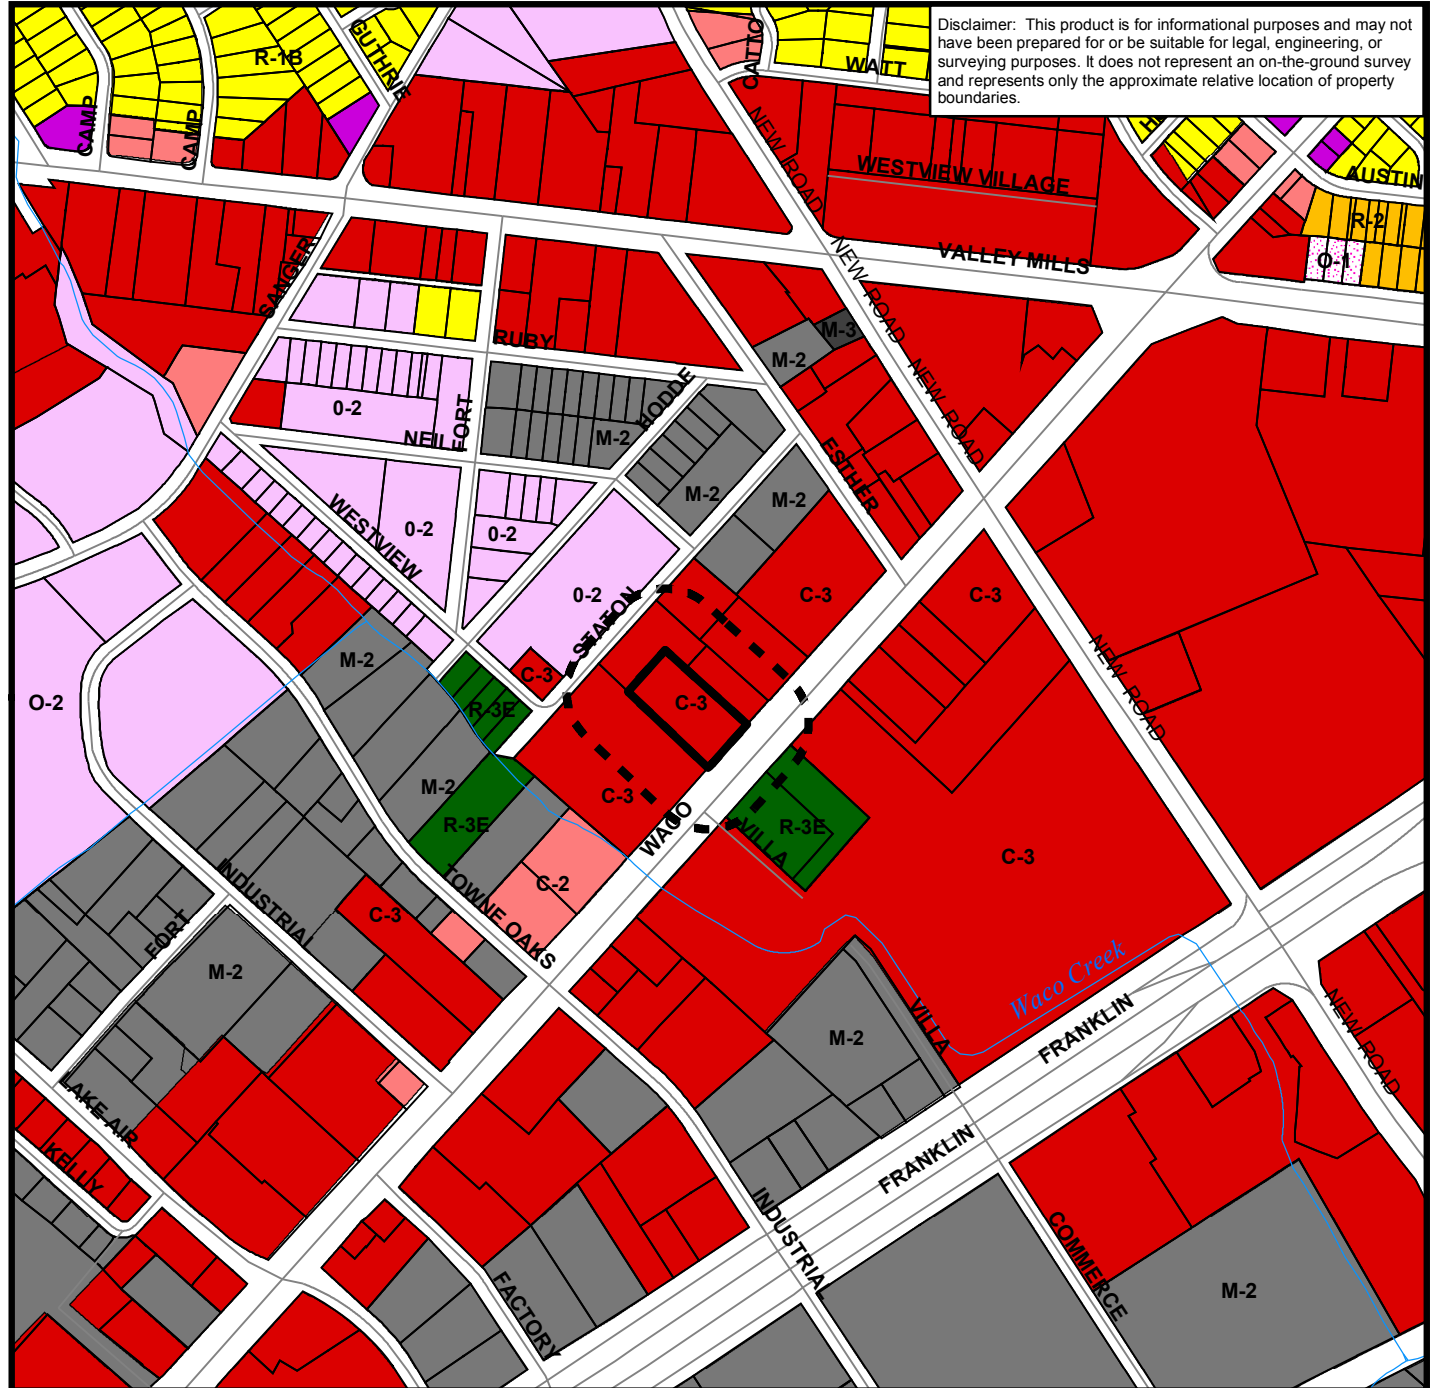 Disclaimer: This product is for informational purposes and may not
have been prepared for or be suitable for legal, engineering, or
surveying purposes. It does not represent an on-the-ground survey
and represents only the approximate relative location of property
boundaries.
R-1B
GUTHRIE
CATTO
WATT
CAMP
CAMP
NEW ROAD
WESTVIEW VILLAGE
AUSTIN
R-2
O-1
SANGER
NEW ROAD
VALLEY MILLS
RUBY
M-3
M-2
NEW ROAD
HODDE
0-2
FORT
NEIL
M-2
ESTHER
M-2
M-2
WESTVIEW
0-2
0-2
0-2
STATON
C-3
C-3
M-2
C-3
NEW ROAD
O-2
R-3E
C-3
M-2
C-3
R-3E
WACO
VILLA
R-3E
C-3
INDUSTRIAL
TOWNE OAKS
C-2
FORT
C-3
M-2
Waco Creek
VILLA
FRANKLIN
NEW ROAD
M-2
LAKE AIR
KELLY
FRANKLIN
INDUSTRIAL
COMMERCE
FACTORY
M-2